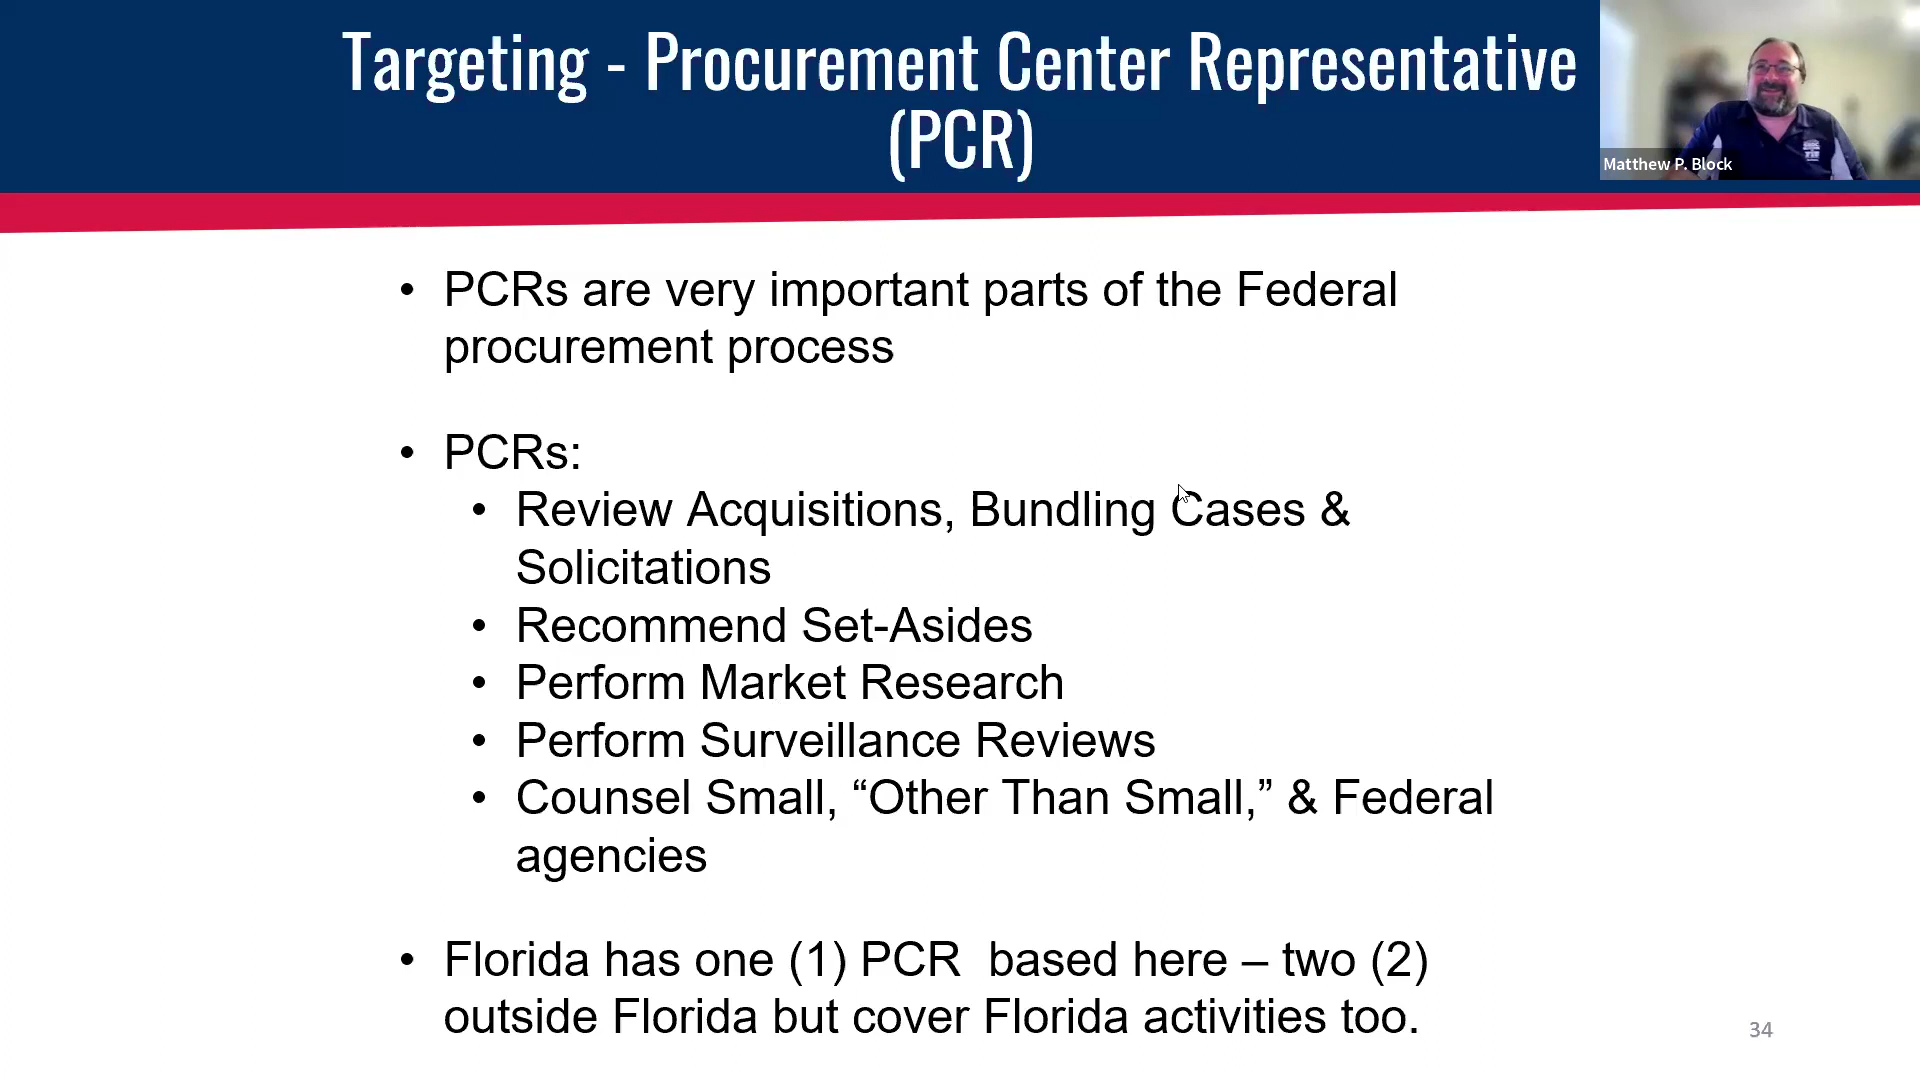 Targeting - Procurement Center Representative
(PCR)
Matthew P. Block
• PCRs are very important parts of the Federal
procurement process
• PCRs:
• Review Acquisitions, Bundling Cases &
Solicitations
• Recommend Set-Asides
• Perform Market Research
• Perform Surveillance Reviews
• Counsel Small, “Other Than Small,” & Federal
agencies
• Florida has one (1) PCR  based here – two (2)
outside Florida but cover Florida activities too.
34